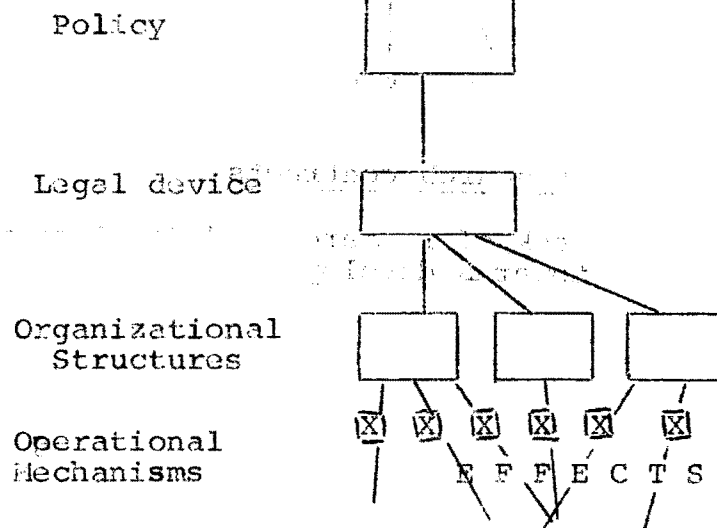 Policy
Legal device
Organizational
Structures
X X X X X X
Operational
Mechanisms
E F F E C T S